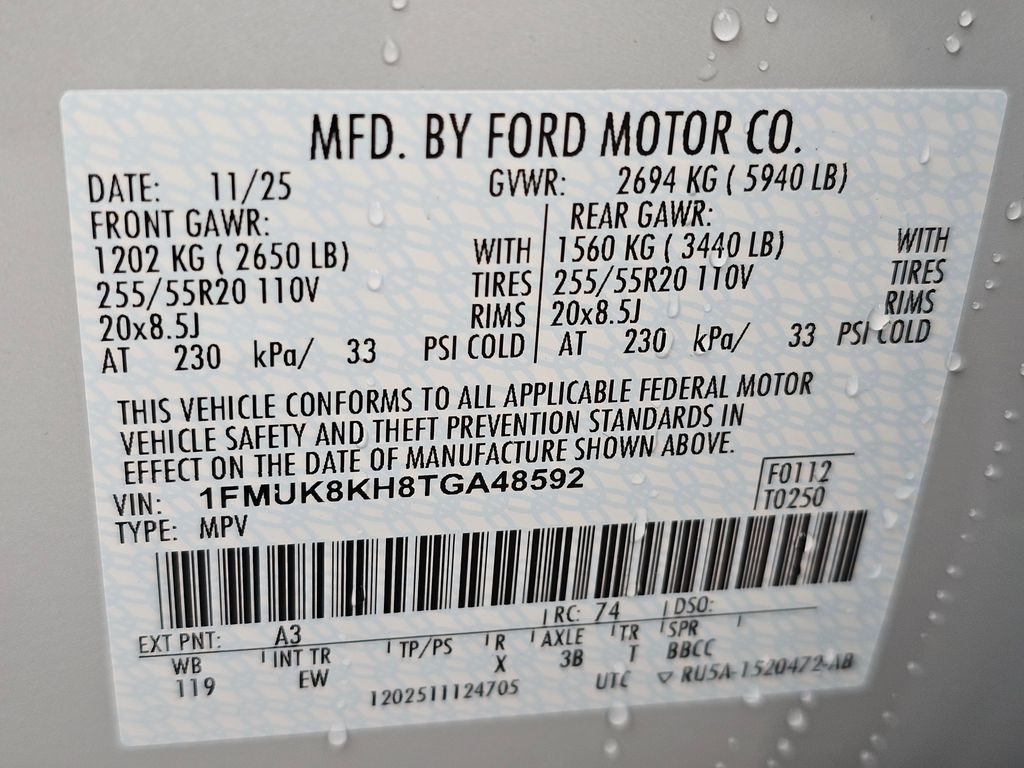 MFD. BY FORD MOTOR CO.
DATE: 11/25 GVWR: 2694 KG ( 5940 LB)
FRONT GAWR: REAR GAWR:
1202 KG ( 2650 LB) WITH 1560 KG ( 3440 LB) WITH
255/55R20 110V TIRES 255/55R20 110V TIRES
20x8.5J RIMS 20x8.5J RIMS
AT 230 kPa/ 33 PSI COLD AT 230 kPa/ 33 PSI COLD
THIS VEHICLE CONFORMS TO ALL APPLICABLE FEDERAL MOTOR
VEHICLE SAFETY AND THEFT PREVENTION STANDARDS IN
EFFECT ON THE DATE OF MANUFACTURE SHOWN ABOVE.
VIN: 1FMUK8KH8TGA48592 F0112
TYPE: MPV T0250
EXT PNT: A3 RC: 74 DSO:
WB INT TR TP/PS R AXLE TR SPR
119 EW X 3B T BBCC
1202511124705 UTC ▽ RU5A-1520472-AB